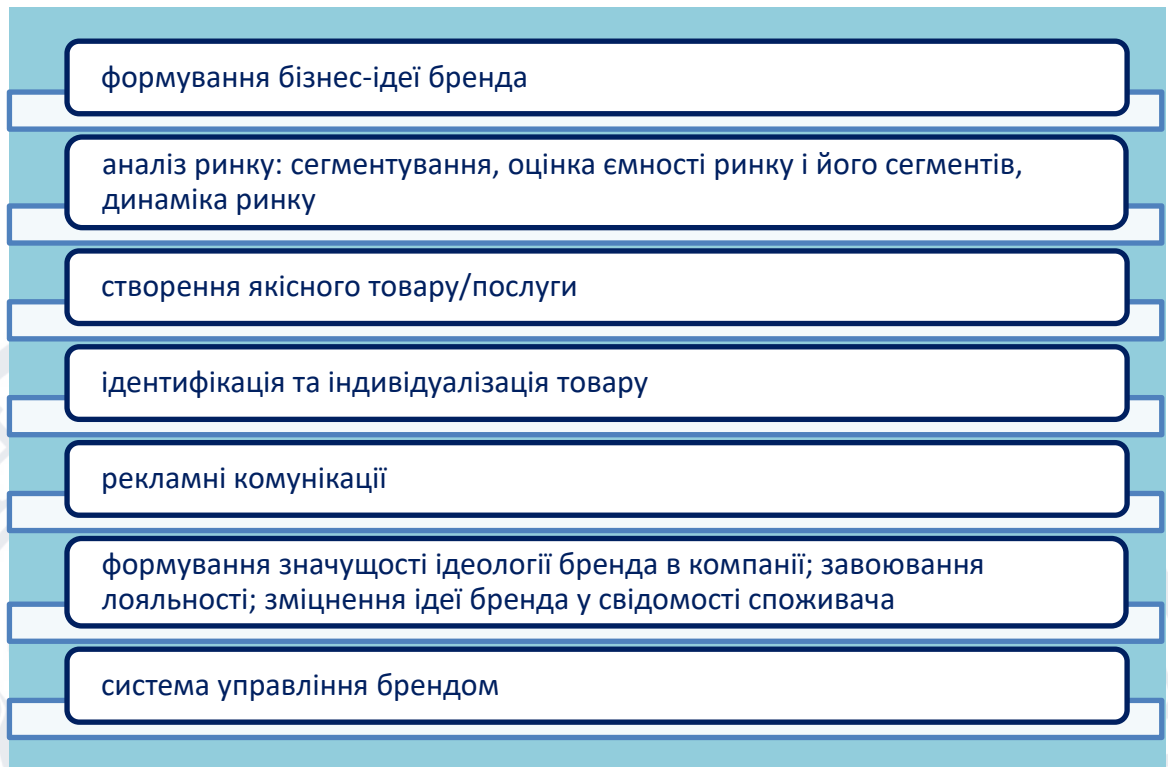 формування бізнес-ідеї бренда
аналіз ринку: сегментування, оцінка ємності ринку і його сегментів,
динаміка ринку
створення якісного товару/послуги
ідентифікація та індивідуалізація товару
рекламні комунікації
формування значущості ідеології бренда в компанії; завоювання
лояльності; зміцнення ідеї бренда у свідомості споживача
система управління брендом